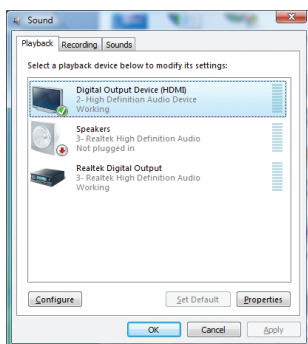 Sound
Playback Recording Sounds
Select a playback device below to modify its settings:
Digital Output Device (HDMI)
2- High Definition Audio Device
Working
Speakers
3- Realtek High Definition Audio
Not plugged in
Realtek Digital Output
3- Realtek High Definition Audio
Working
Configure Set Default Properties
OK Cancel Apply